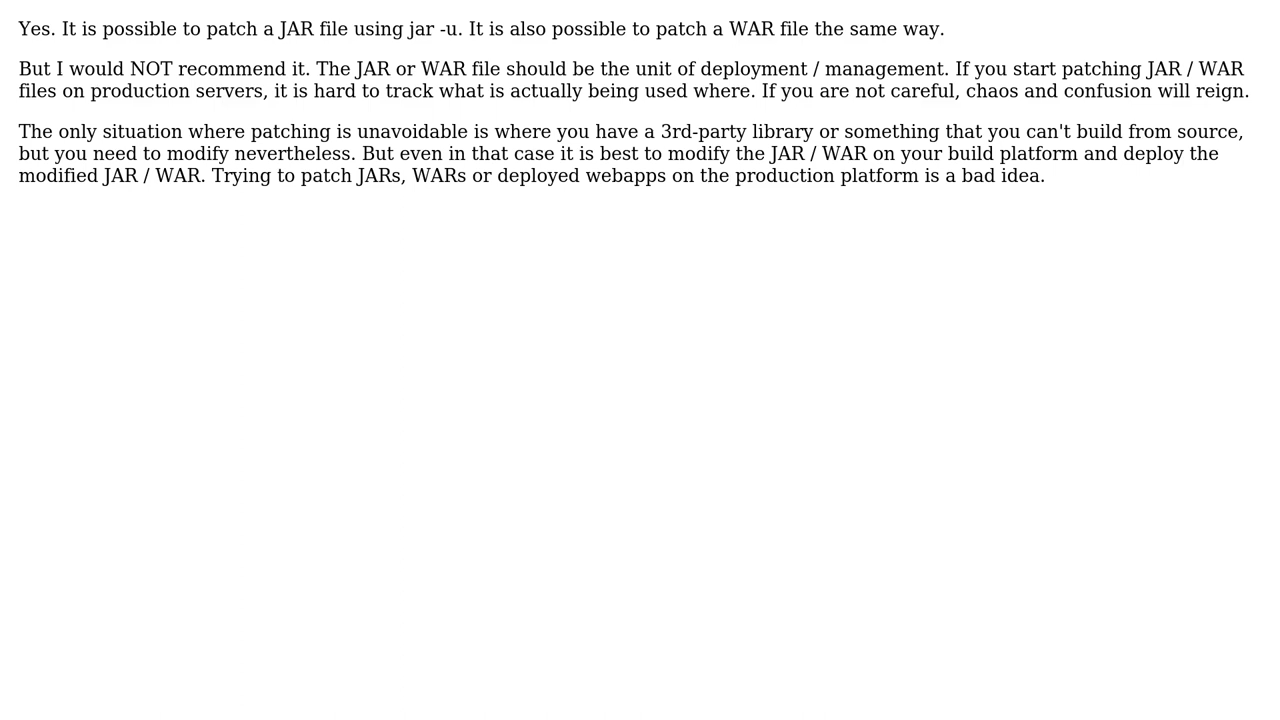 Yes. It is possible to patch a JAR file using jar -u. It is also possible to patch a WAR file the same way.
But I would NOT recommend it. The JAR or WAR file should be the unit of deployment / management. If you start patching JAR / WAR
files on production servers, it is hard to track what is actually being used where. If you are not careful, chaos and confusion will reign.
The only situation where patching is unavoidable is where you have a 3rd-party library or something that you can't build from source,
but you need to modify nevertheless. But even in that case it is best to modify the JAR / WAR on your build platform and deploy the
modified JAR / WAR. Trying to patch JARs, WARs or deployed webapps on the production platform is a bad idea.